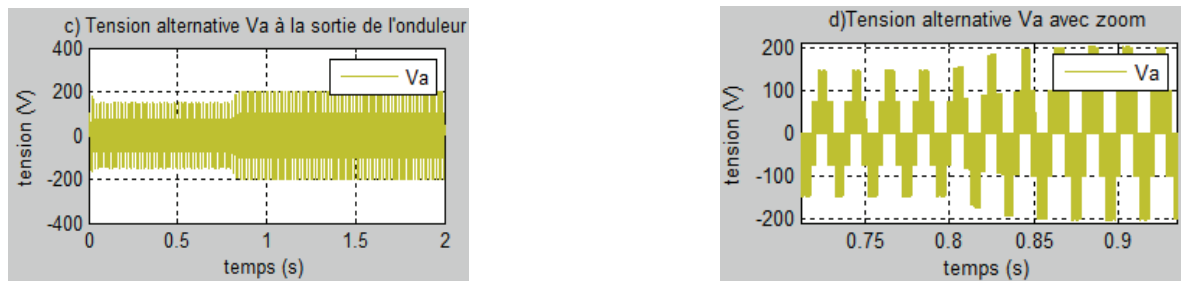 c) Tension alternative Va à la sortie de l'onduleur
400
200
0
-200
-400
tension (V)
Va
0
0.5
1
1.5
2
temps (s)
d)Tension alternative Va avec zoom
200
100
0
-100
-200
tension (V)
Va
0.75
0.8
0.85
0.9
temps (s)